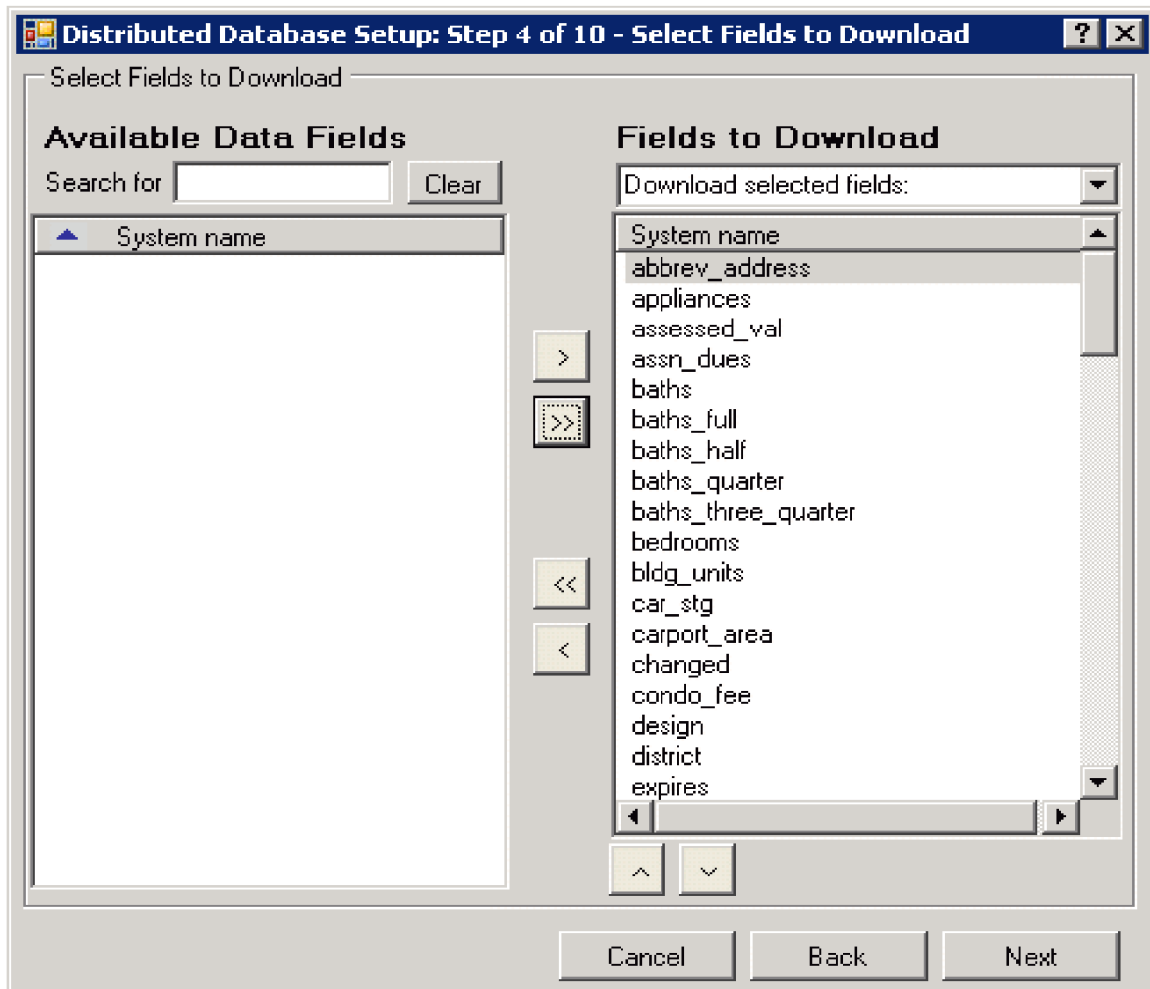 Distributed Database Setup: Step 4 of 10 - Select Fields to Download
Select Fields to Download
Available Data Fields
Search for
Clear
System name
>
>>
<<
<
Fields to Download
Download selected fields:
System name
abbrev_address
appliances
assessed_val
assn_dues
baths
baths_full
baths_half
baths_quarter
baths_three_quarter
bedrooms
bldg_units
car_stg
carport_area
changed
condo_fee
design
district
expires
Cancel
Back
Next